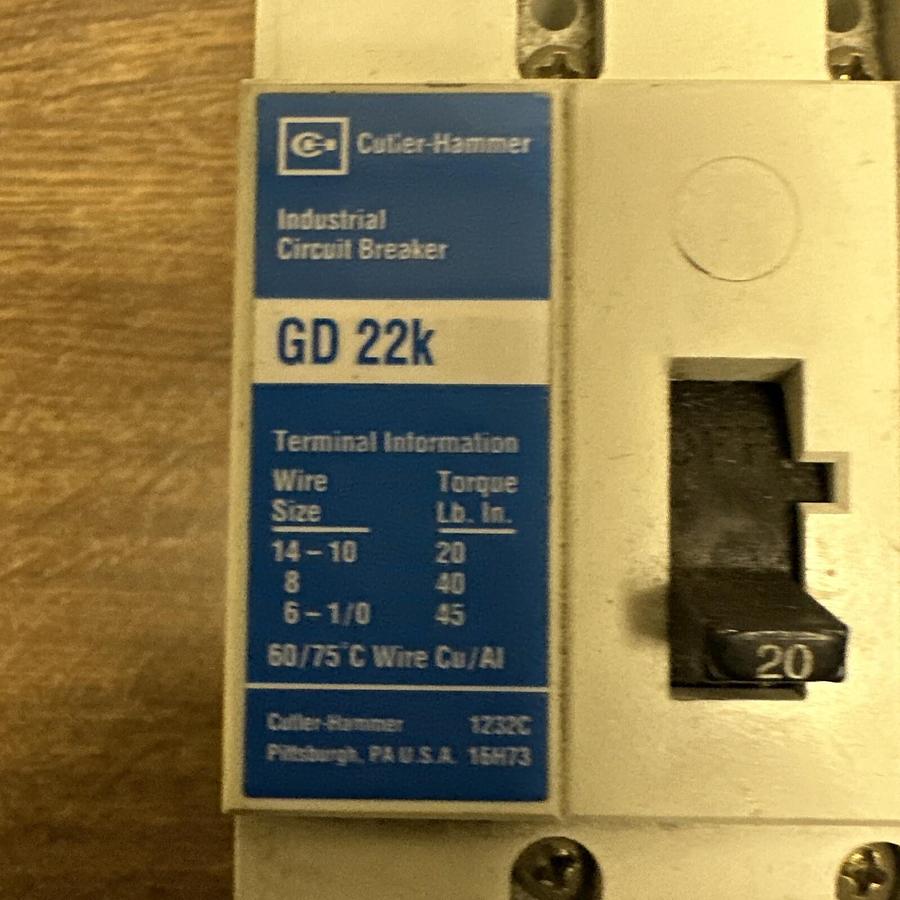 Cutler-Hammer
Industrial
Circuit Breaker
GD 22k
Terminal Information
Wire Torque
Size Lb. In.
14 - 10 20
8 40
6 - 1/0 45
60/75°C Wire Cu/Al
Cutler-Hammer 1232C
Pittsburgh, PA U.S.A. 16H73
20